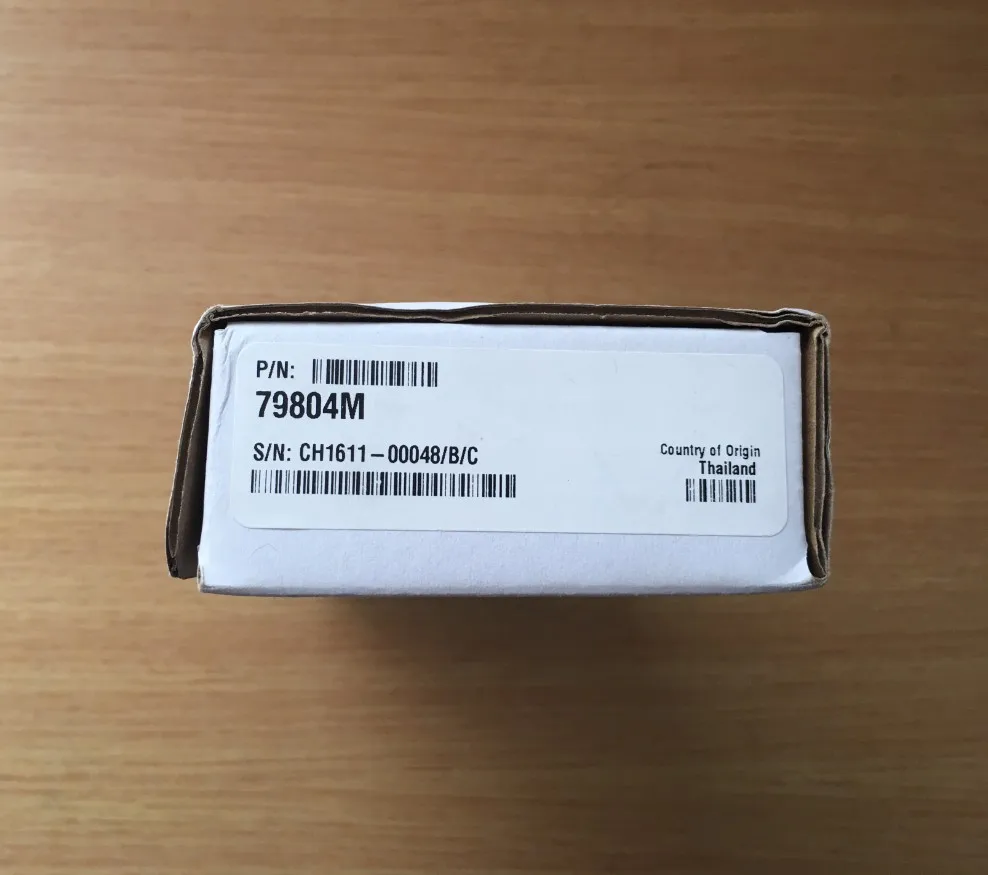 P/N:
79804M
S/N: CH1611-00048/B/C
Country of Origin
Thailand